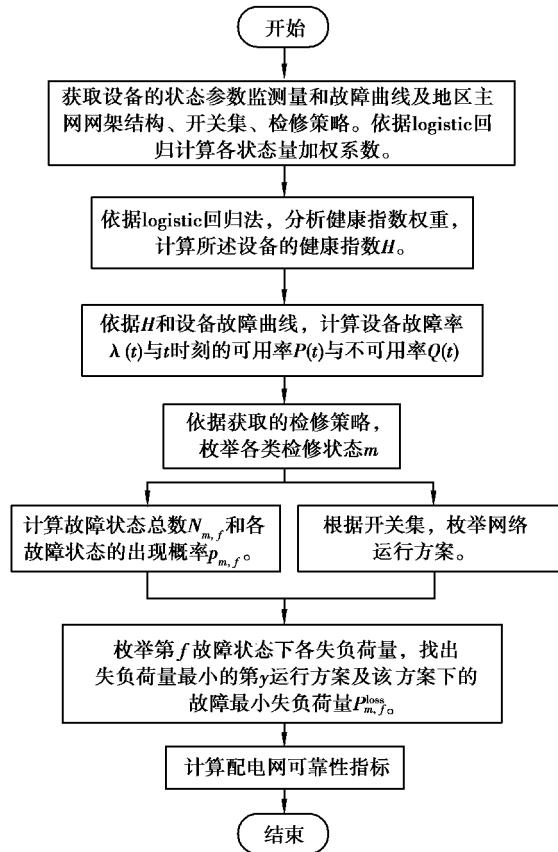 开始
获取设备的状态参数监测量和故障曲线及地区主
网网架结构、开关集、检修策略。依据logistic回
归计算各状态量加权系数。
依据logistic回归法，分析健康指数权重，
计算所述设备的健康指数H。
依据H和设备故障曲线，计算设备故障率
λ(t)与t时刻的可用率P(t)与不可用率Q(t)
依据获取的检修策略，
枚举各类检修状态m
计算故障状态总数N_{m,f}和各
故障状态的出现概率p_{m,f}。
根据开关集，枚举网络
运行方案。
枚举第f故障状态下各失负荷量，找出
失负荷量最小的第y运行方案及该方案下的
故障最小失负荷量P_{m,f}^{loss}。
计算配电网可靠性指标
结束